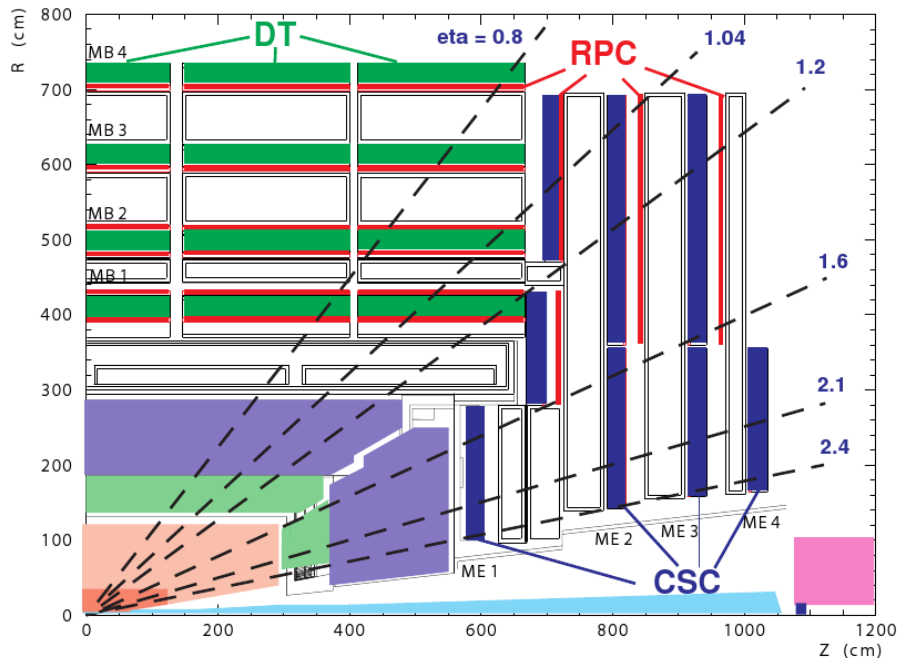 R (cm)
800
700
600
500
400
300
200
100
0
MB 4
MB 3
MB 2
MB 1
DT
eta = 0.8
RPC
1.04
1.2
1.6
2.1
2.4
ME 1
ME 2
ME 3
ME 4
CSC
0
200
400
600
800
1000
1200
Z (cm)